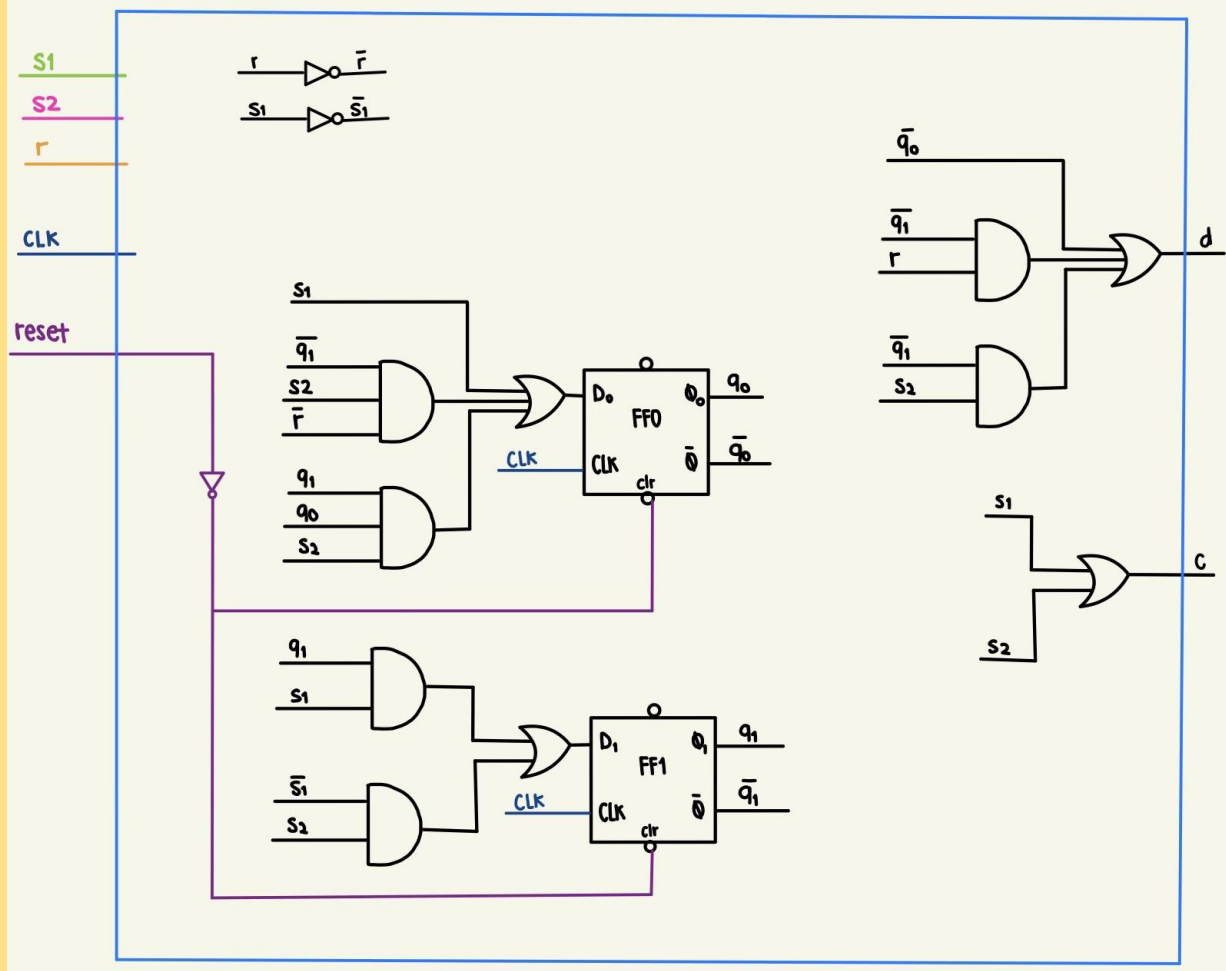 S1
S2
r
CLK
reset
r r̅
S1 S̅1
S1
q̅1
S2
r̅
q1
q0
S2
D0 Q0
FF0
CLK
CLK Q̅
clr
q0
q̅0
q1
S1
S̅1
S2
D1 Q1
FF1
CLK
CLK Q̅
clr
q1
q̅1
q̅0
q̅1
r
d
q̅1
S2
S1
C
S2